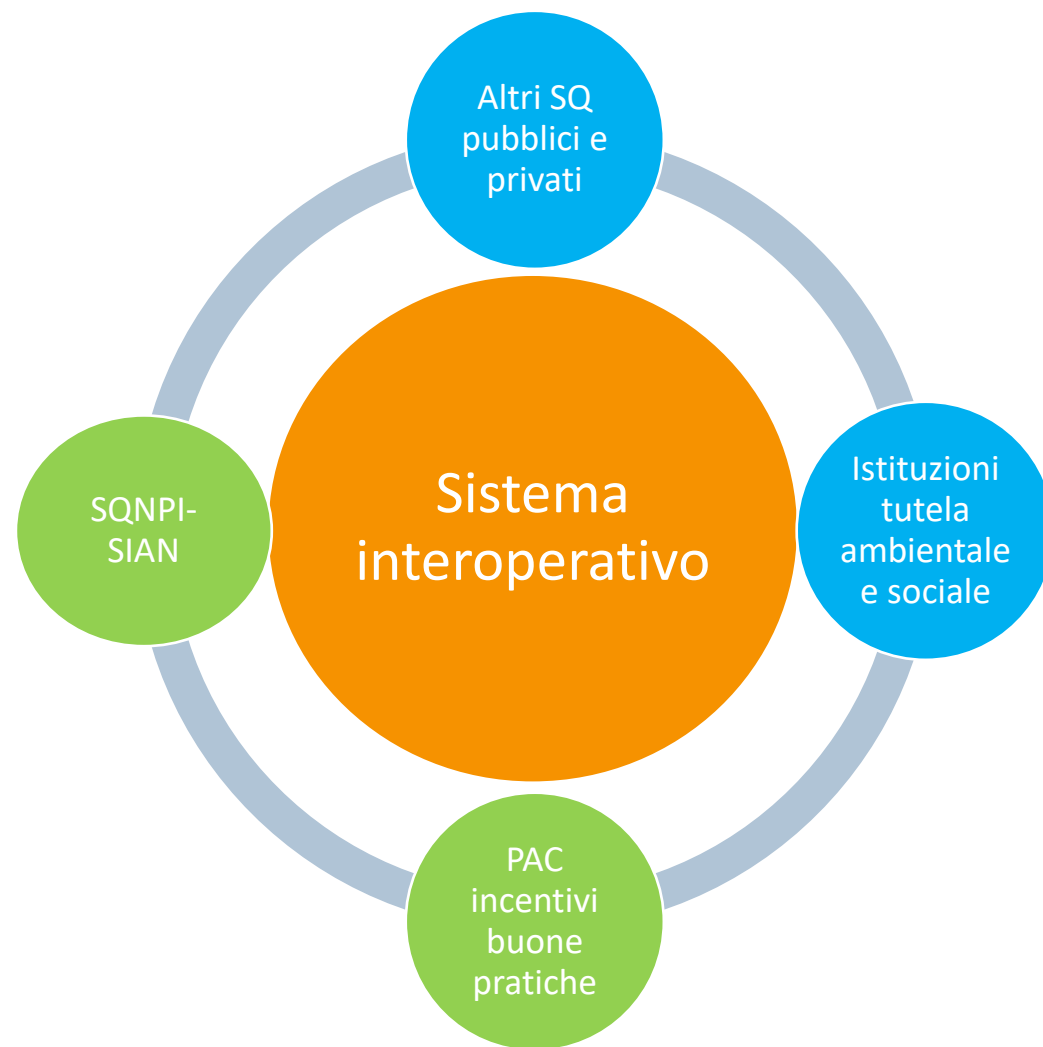 Altri SQ
pubblici e
privati
Sistema
interoperativo
SQNPI-
SIAN
Istituzioni
tutela
ambientale
e sociale
PAC
incentivi
buone
pratiche